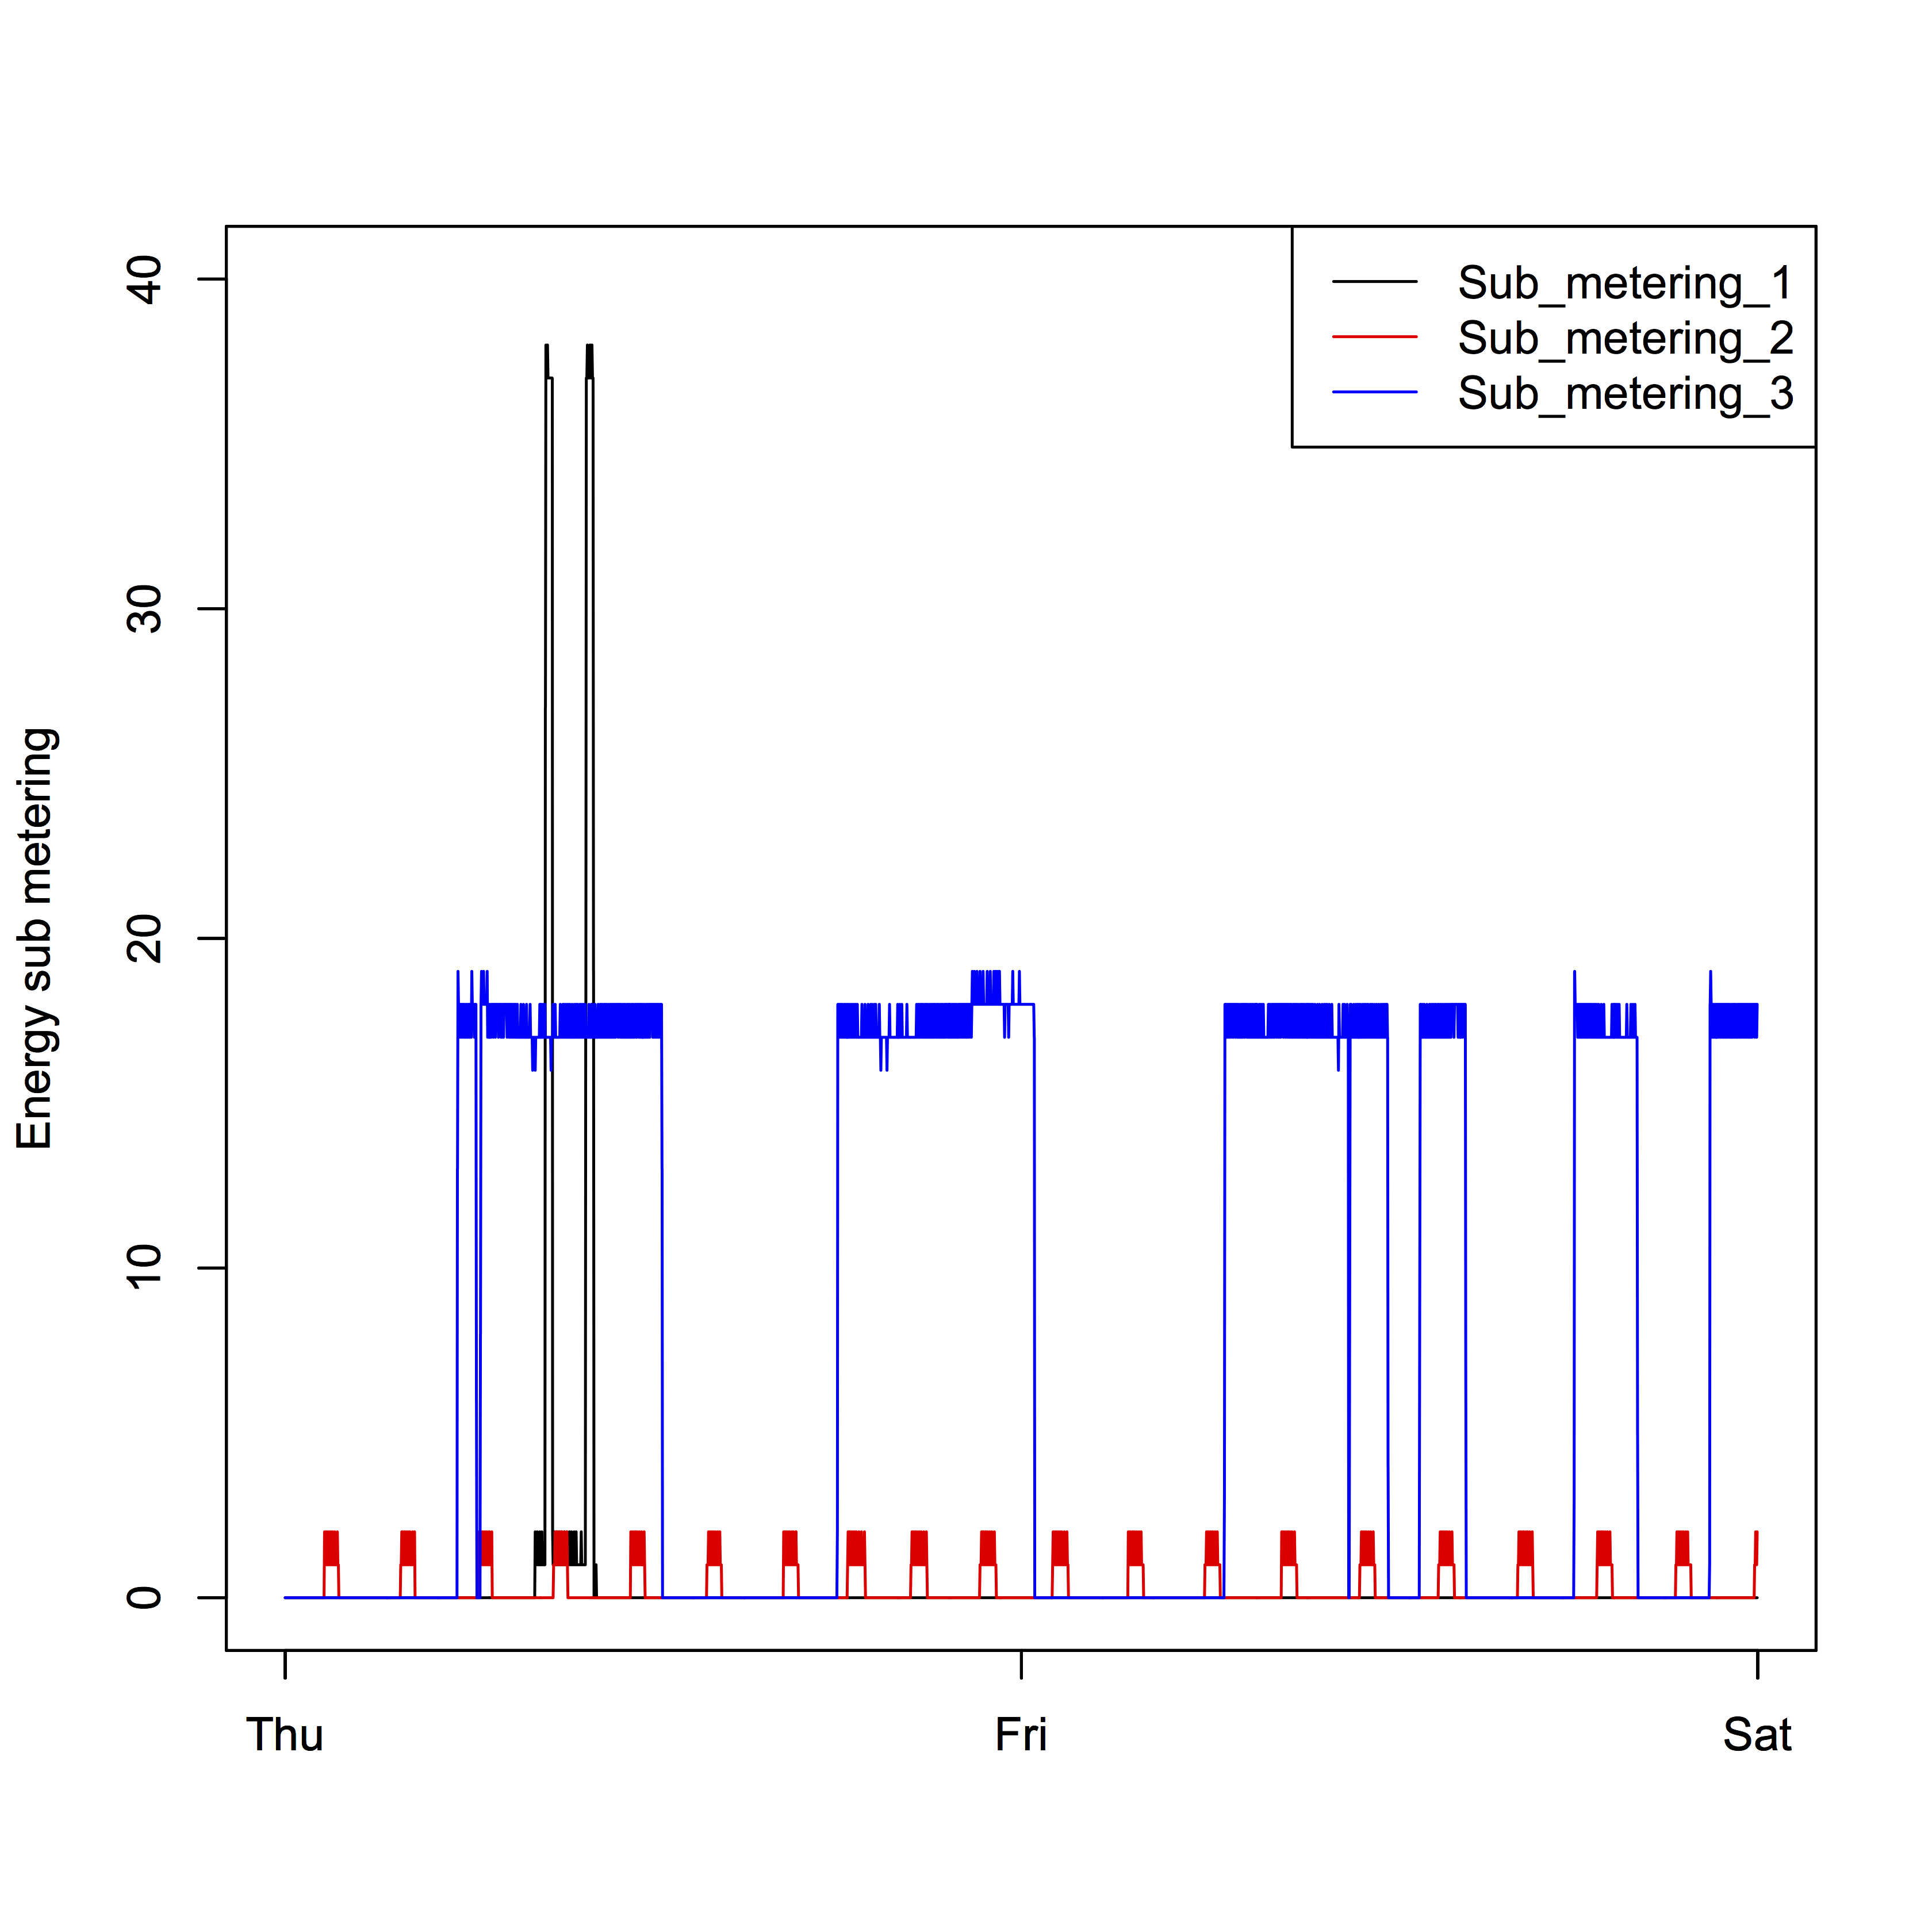 Sub_metering_1
Sub_metering_2
Sub_metering_3
40
30
20
10
0
Energy sub metering
Thu
Fri
Sat